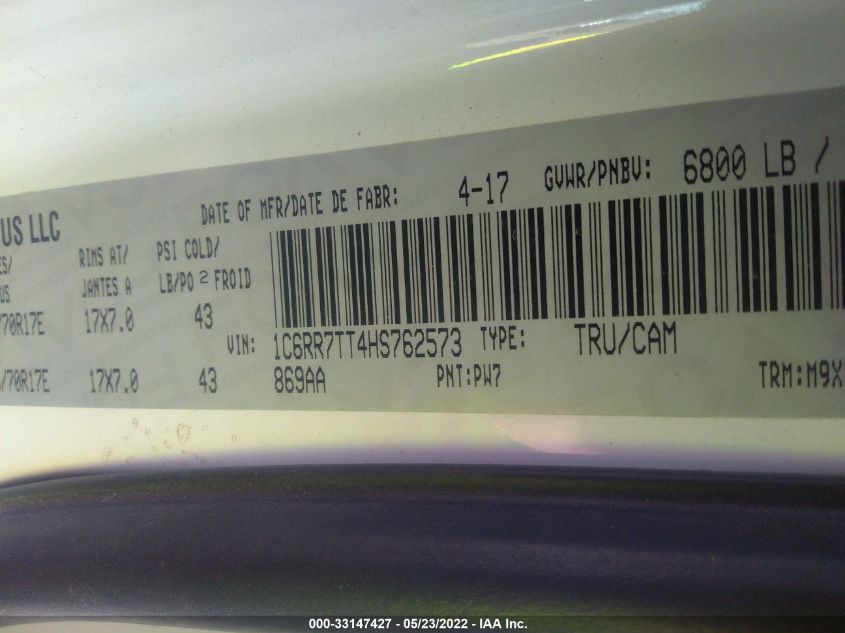 US LLC
DATE OF MFR/DATE DE FABR: 4-17 GVWR/PNBV: 6800 LB /
ES/ RIMS AT/ PSI COLD/
US JANTES A LB/PO 2 FROID
/70R17E 17X7.0 43
VIN: 1C6RR7TT4HS762573 TYPE: TRU/CAM
/70R17E 17X7.0 43 869AA PNT:PW7 TRM:M9X
000-33147427 - 05/23/2022 - IAA Inc.